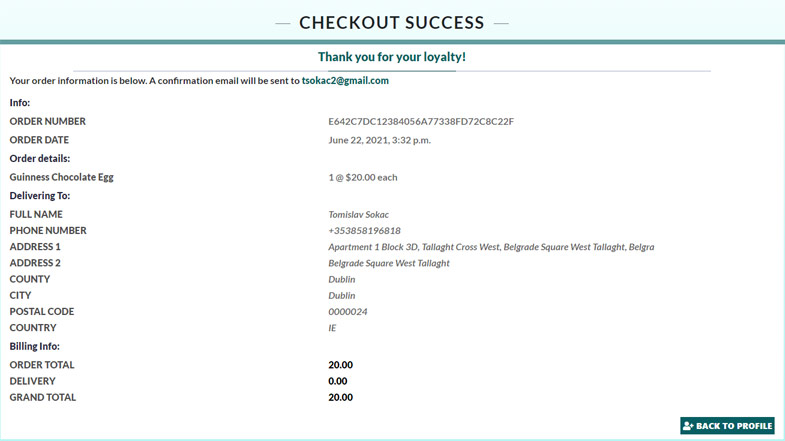 CHECKOUT SUCCESS
Thank you for your loyalty!
Your order information is below. A confirmation email will be sent to tsokac2@gmail.com
Info:
ORDER NUMBER E642C7DC12384056A77338FD72C8C22F
ORDER DATE June 22, 2021, 3:32 p.m.
Order details:
Guinness Chocolate Egg 1 @ $20.00 each
Delivering To:
FULL NAME Tomislav Sokac
PHONE NUMBER +353858196818
ADDRESS 1 Apartment 1 Block 3D, Tallaght Cross West, Belgrade Square West Tallaght, Belgra
ADDRESS 2 Belgrade Square West Tallaght
COUNTY Dublin
CITY Dublin
POSTAL CODE 0000024
COUNTRY IE
Billing Info:
ORDER TOTAL 20.00
DELIVERY 0.00
GRAND TOTAL 20.00
BACK TO PROFILE